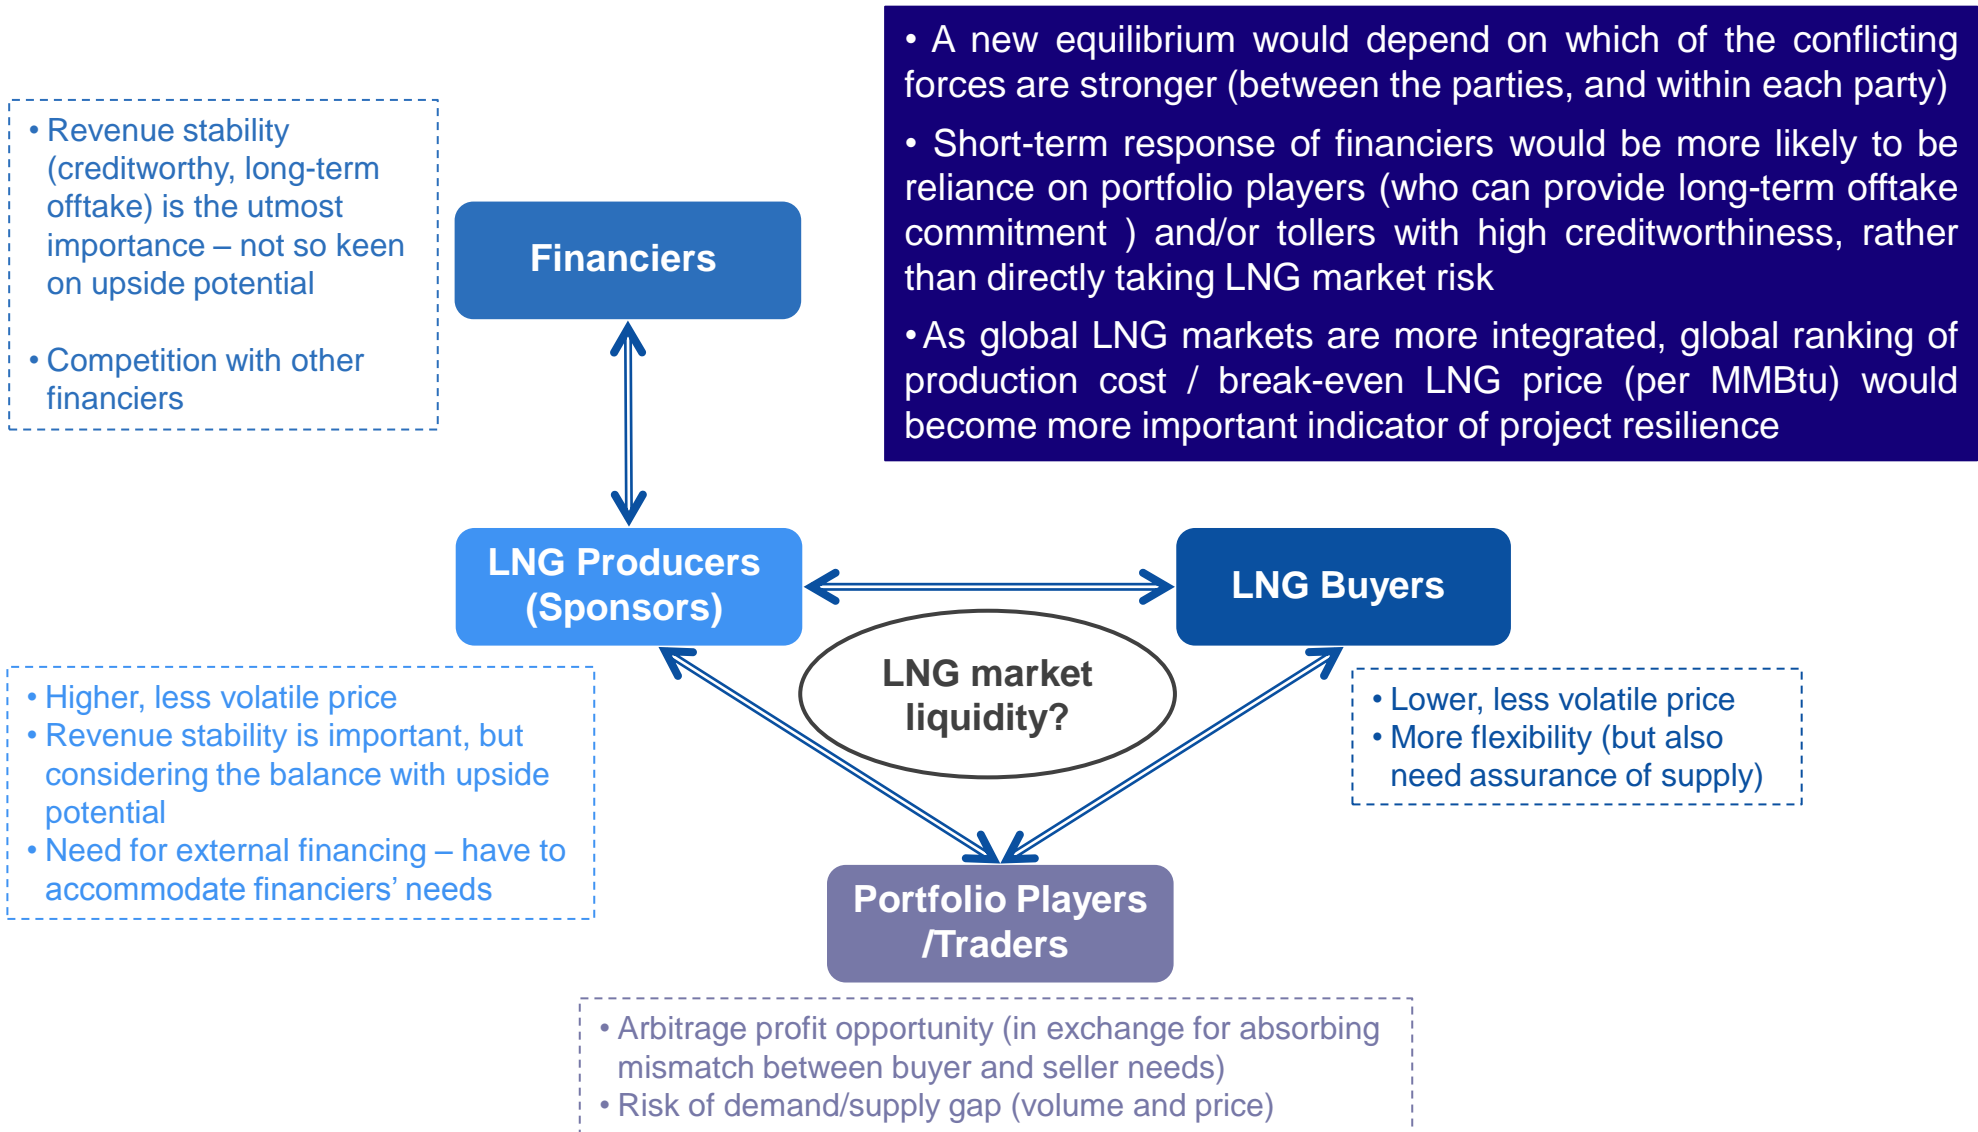 • A new equilibrium would depend on which of the conflicting
forces are stronger (between the parties, and within each party)
• Short-term response of financiers would be more likely to be
reliance on portfolio players (who can provide long-term offtake
commitment ) and/or tollers with high creditworthiness, rather
than directly taking LNG market risk
• As global LNG markets are more integrated, global ranking of
production cost / break-even LNG price (per MMBtu) would
become more important indicator of project resilience
• Revenue stability
(creditworthy, long-term
offtake) is the utmost
importance – not so keen
on upside potential
• Competition with other
financiers
Financiers
LNG Producers
(Sponsors)
LNG Buyers
LNG market
liquidity?
• Higher, less volatile price
• Revenue stability is important, but
considering the balance with upside
potential
• Need for external financing – have to
accommodate financiers’ needs
• Lower, less volatile price
• More flexibility (but also
need assurance of supply)
Portfolio Players
/Traders
• Arbitrage profit opportunity (in exchange for absorbing
mismatch between buyer and seller needs)
• Risk of demand/supply gap (volume and price)